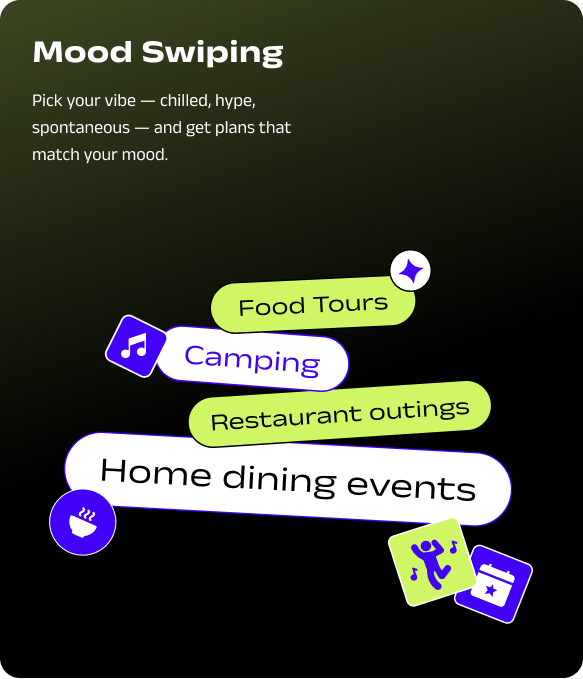 Mood Swiping
Pick your vibe — chilled, hype,
spontaneous — and get plans that
match your mood.
Food Tours
Camping
Restaurant outings
Home dining events